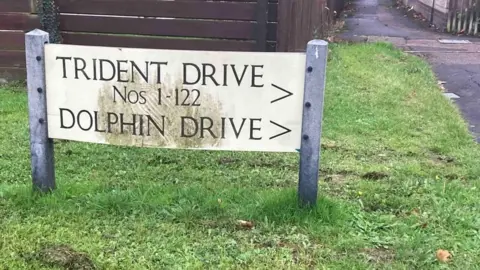 TRIDENT DRIVE >
Nos 1-122
DOLPHIN DRIVE >